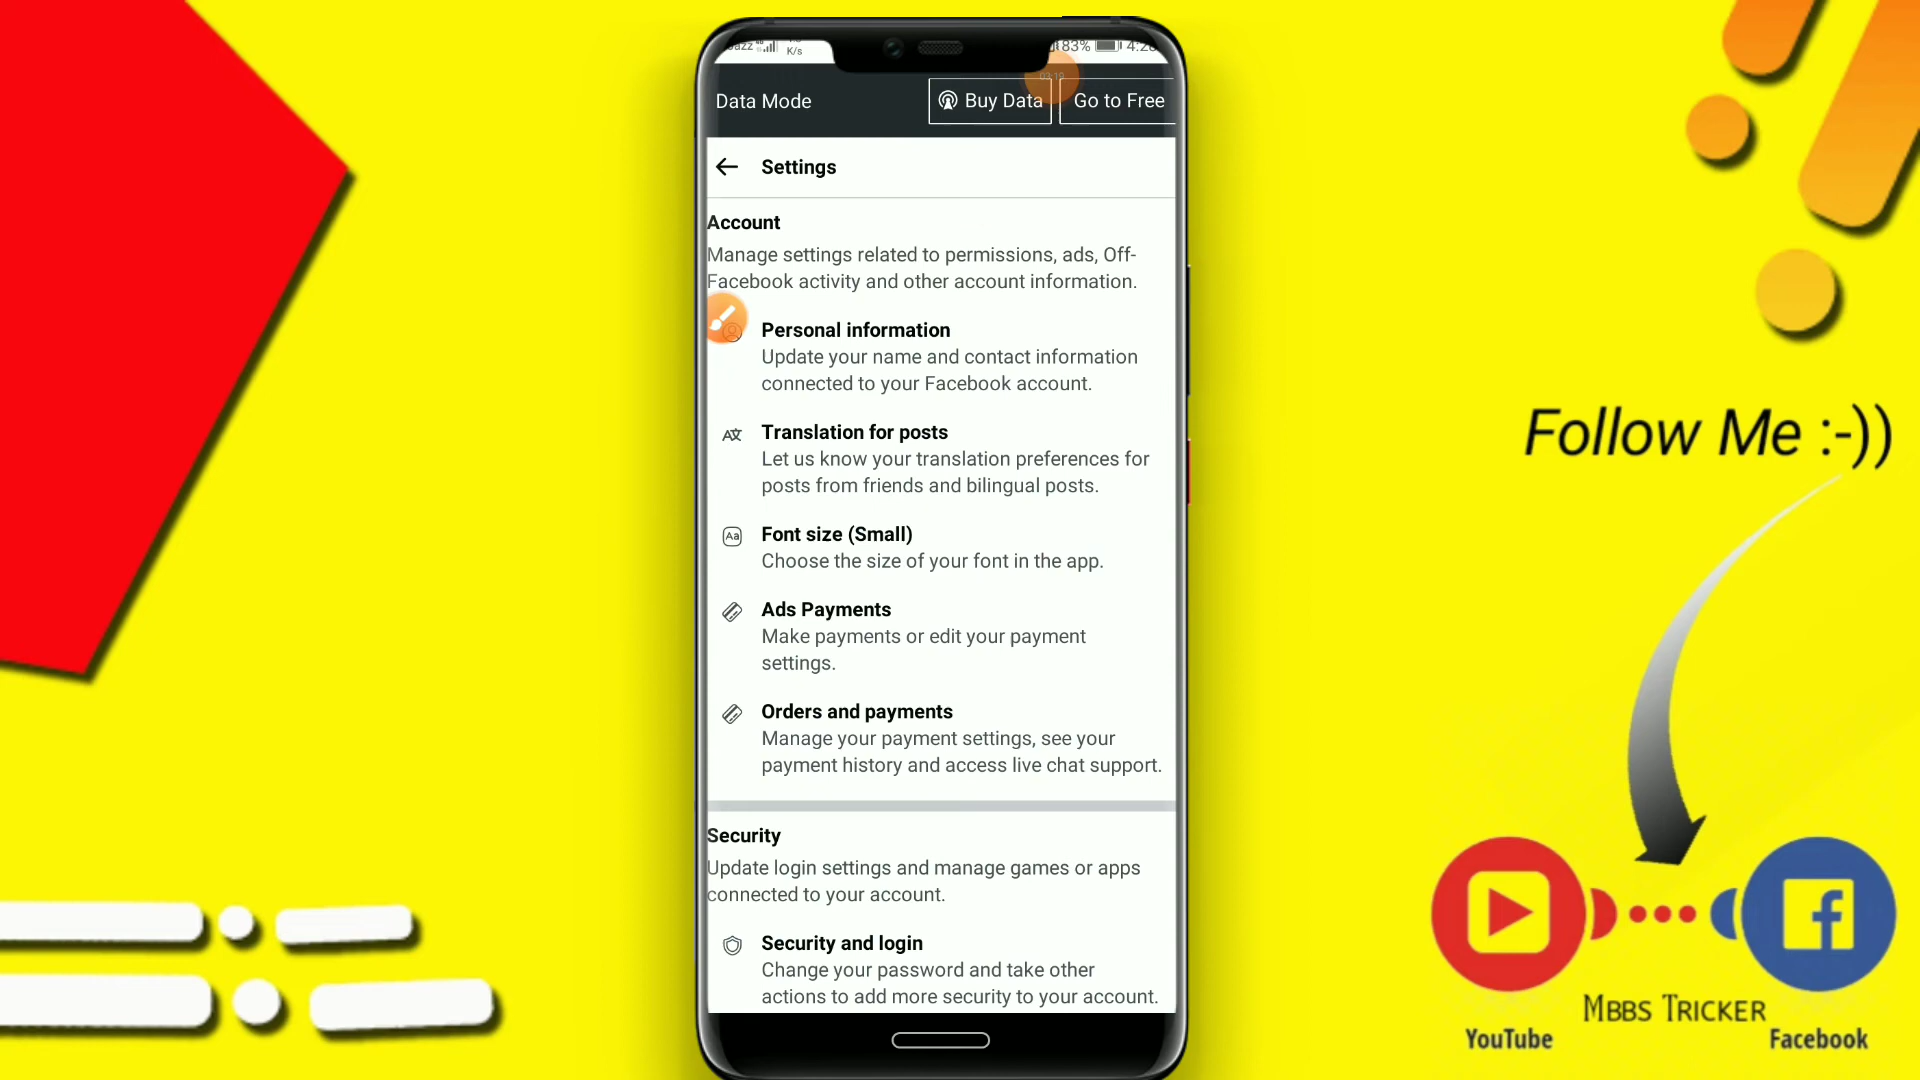 K/s
83%
03:19
Data Mode
Buy Data
Go to Free
Settings
Account
Manage settings related to permissions, ads, Off-
Facebook activity and other account information.
Personal information
Update your name and contact information
connected to your Facebook account.
Translation for posts
Let us know your translation preferences for
posts from friends and bilingual posts.
Font size (Small)
Choose the size of your font in the app.
Ads Payments
Make payments or edit your payment
settings.
Orders and payments
Manage your payment settings, see your
payment history and access live chat support.
Security
Update login settings and manage games or apps
connected to your account.
Security and login
Change your password and take other
actions to add more security to your account.
Follow Me :-))
MBBS TRICKER
YouTube
Facebook